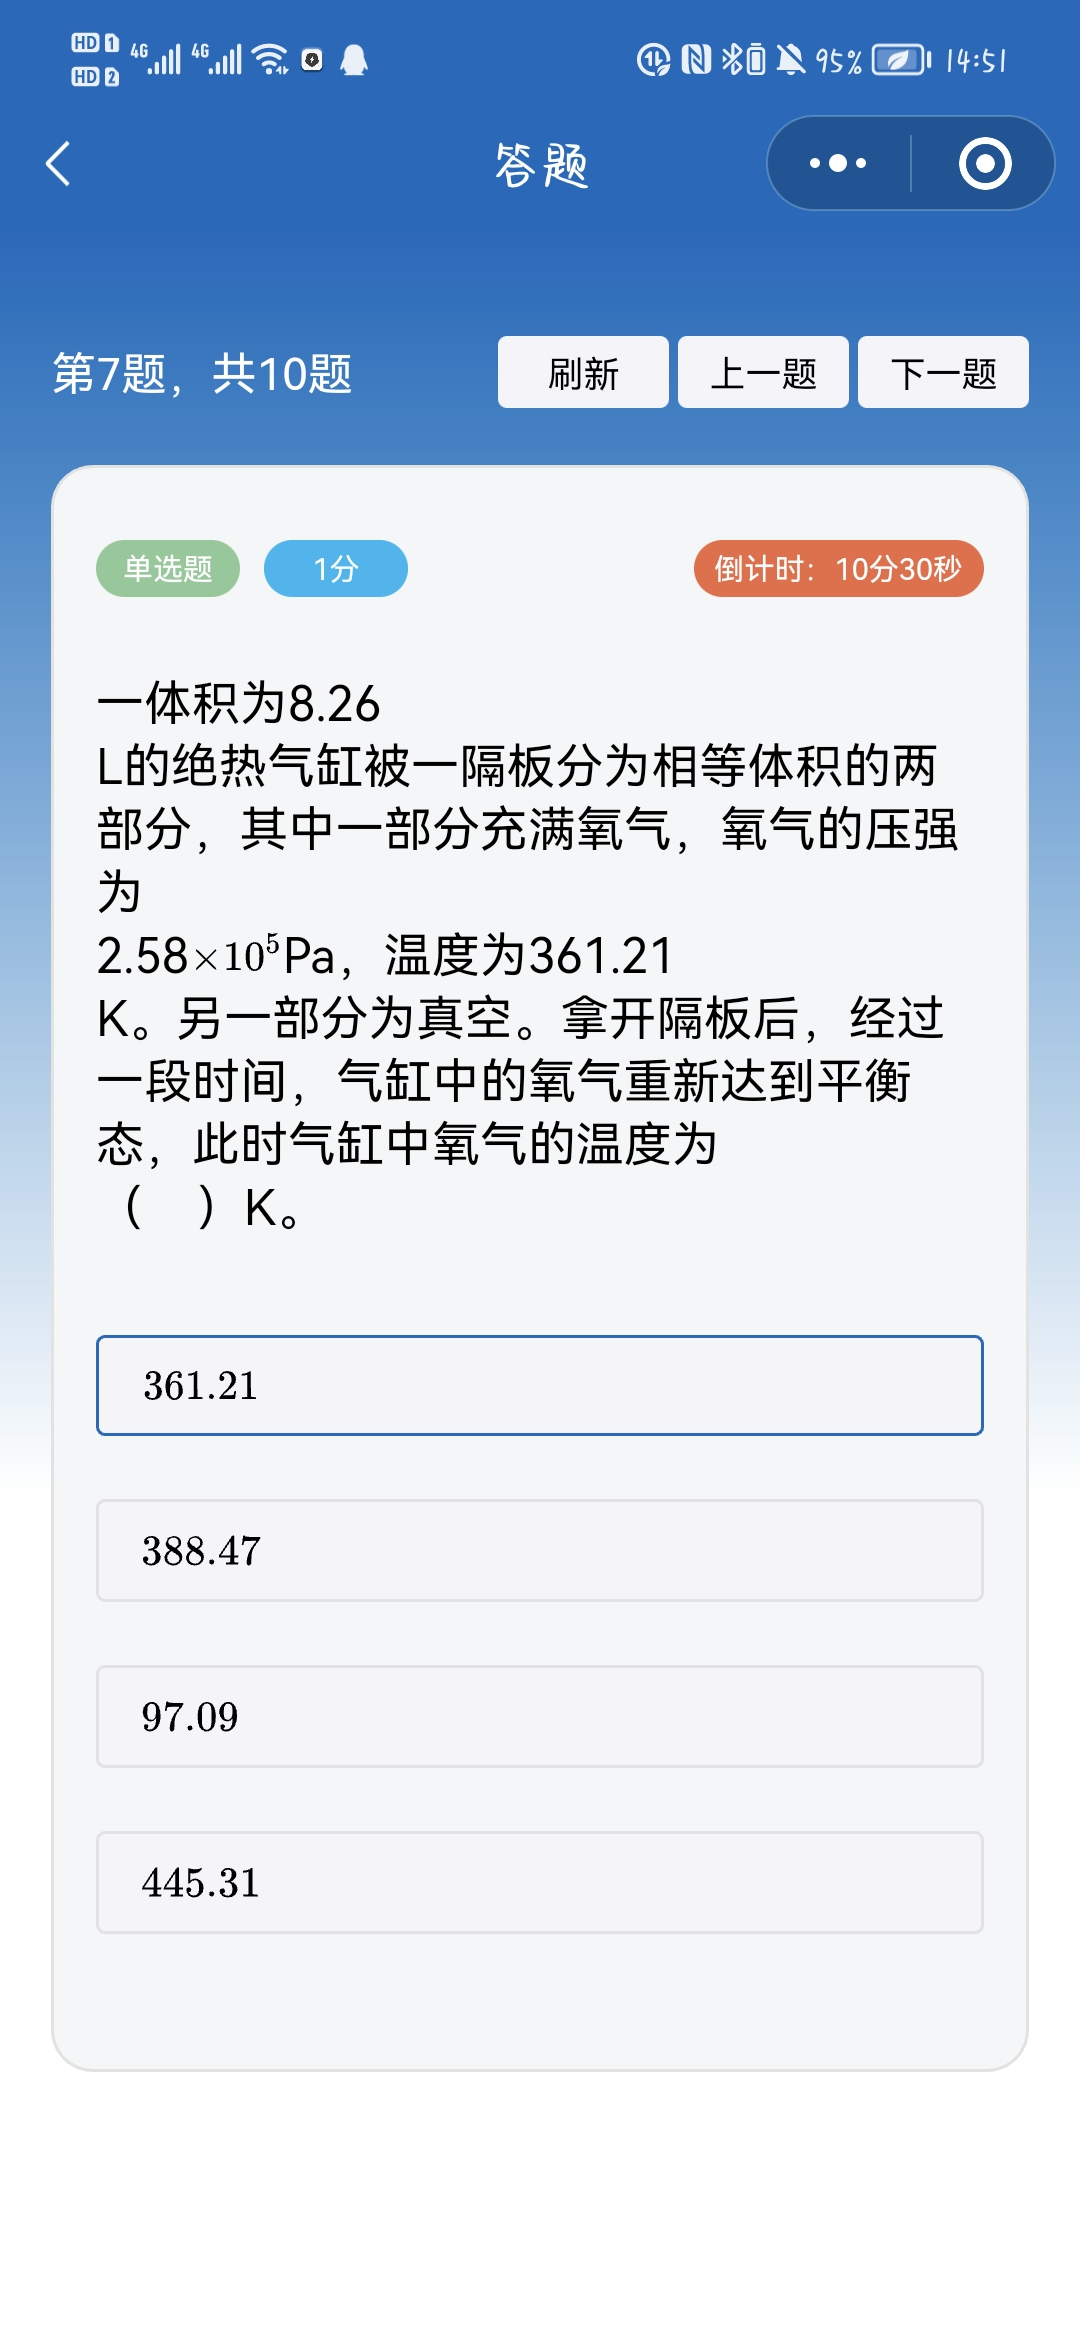 HD 1 4G 4G 95% 14:51
HD 2
答题
第7题，共10题 刷新 上一题 下一题
单选题 1分 倒计时：10分30秒
一体积为8.26
L的绝热气缸被一隔板分为相等体积的两
部分，其中一部分充满氧气，氧气的压强
为
2.58×10⁵Pa，温度为361.21
K。另一部分为真空。拿开隔板后，经过
一段时间，气缸中的氧气重新达到平衡
态，此时气缸中氧气的温度为
（ ）K。
361.21
388.47
97.09
445.31